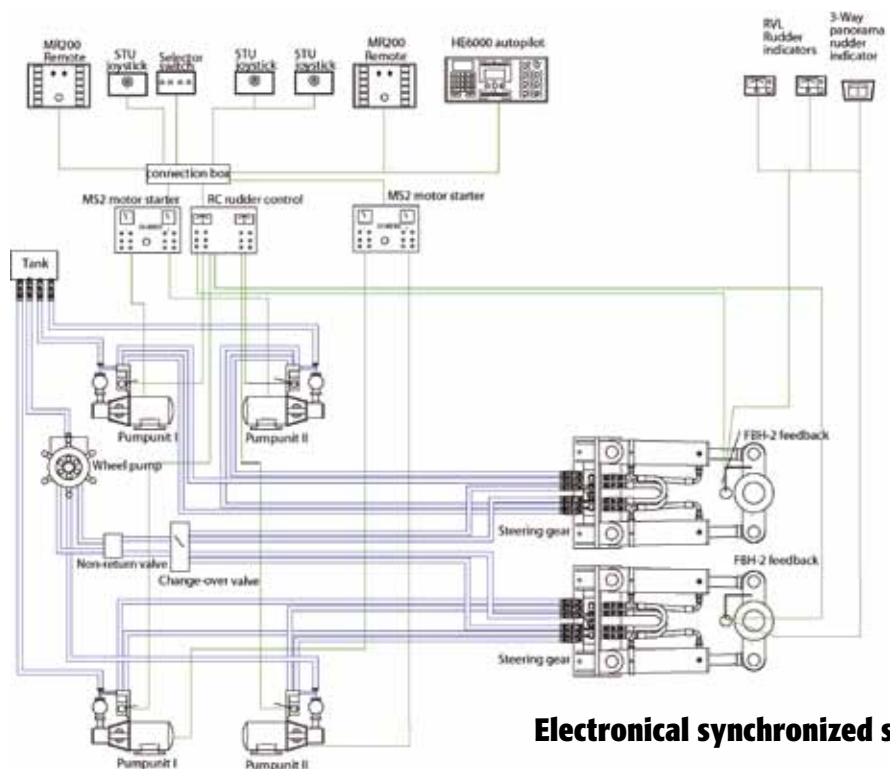 MR200
Remote
STU
joystick
Selector
switch
STU
joystick
STU
joystick
MR200
Remote
HE6000 autopilot
RVL
Rudder
indicators
3-Way
panorama
rudder
indicator
connection box
MS2 motor starter
RC rudder control
MS2 motor starter
Tank
Pumpunit I
Pumpunit II
Wheel pump
FBH-2 feedback
Steering gear
Non-return valve
Change-over valve
FBH-2 feedback
Steering gear
Pumpunit I
Pumpunit II
Electronical synchronized s